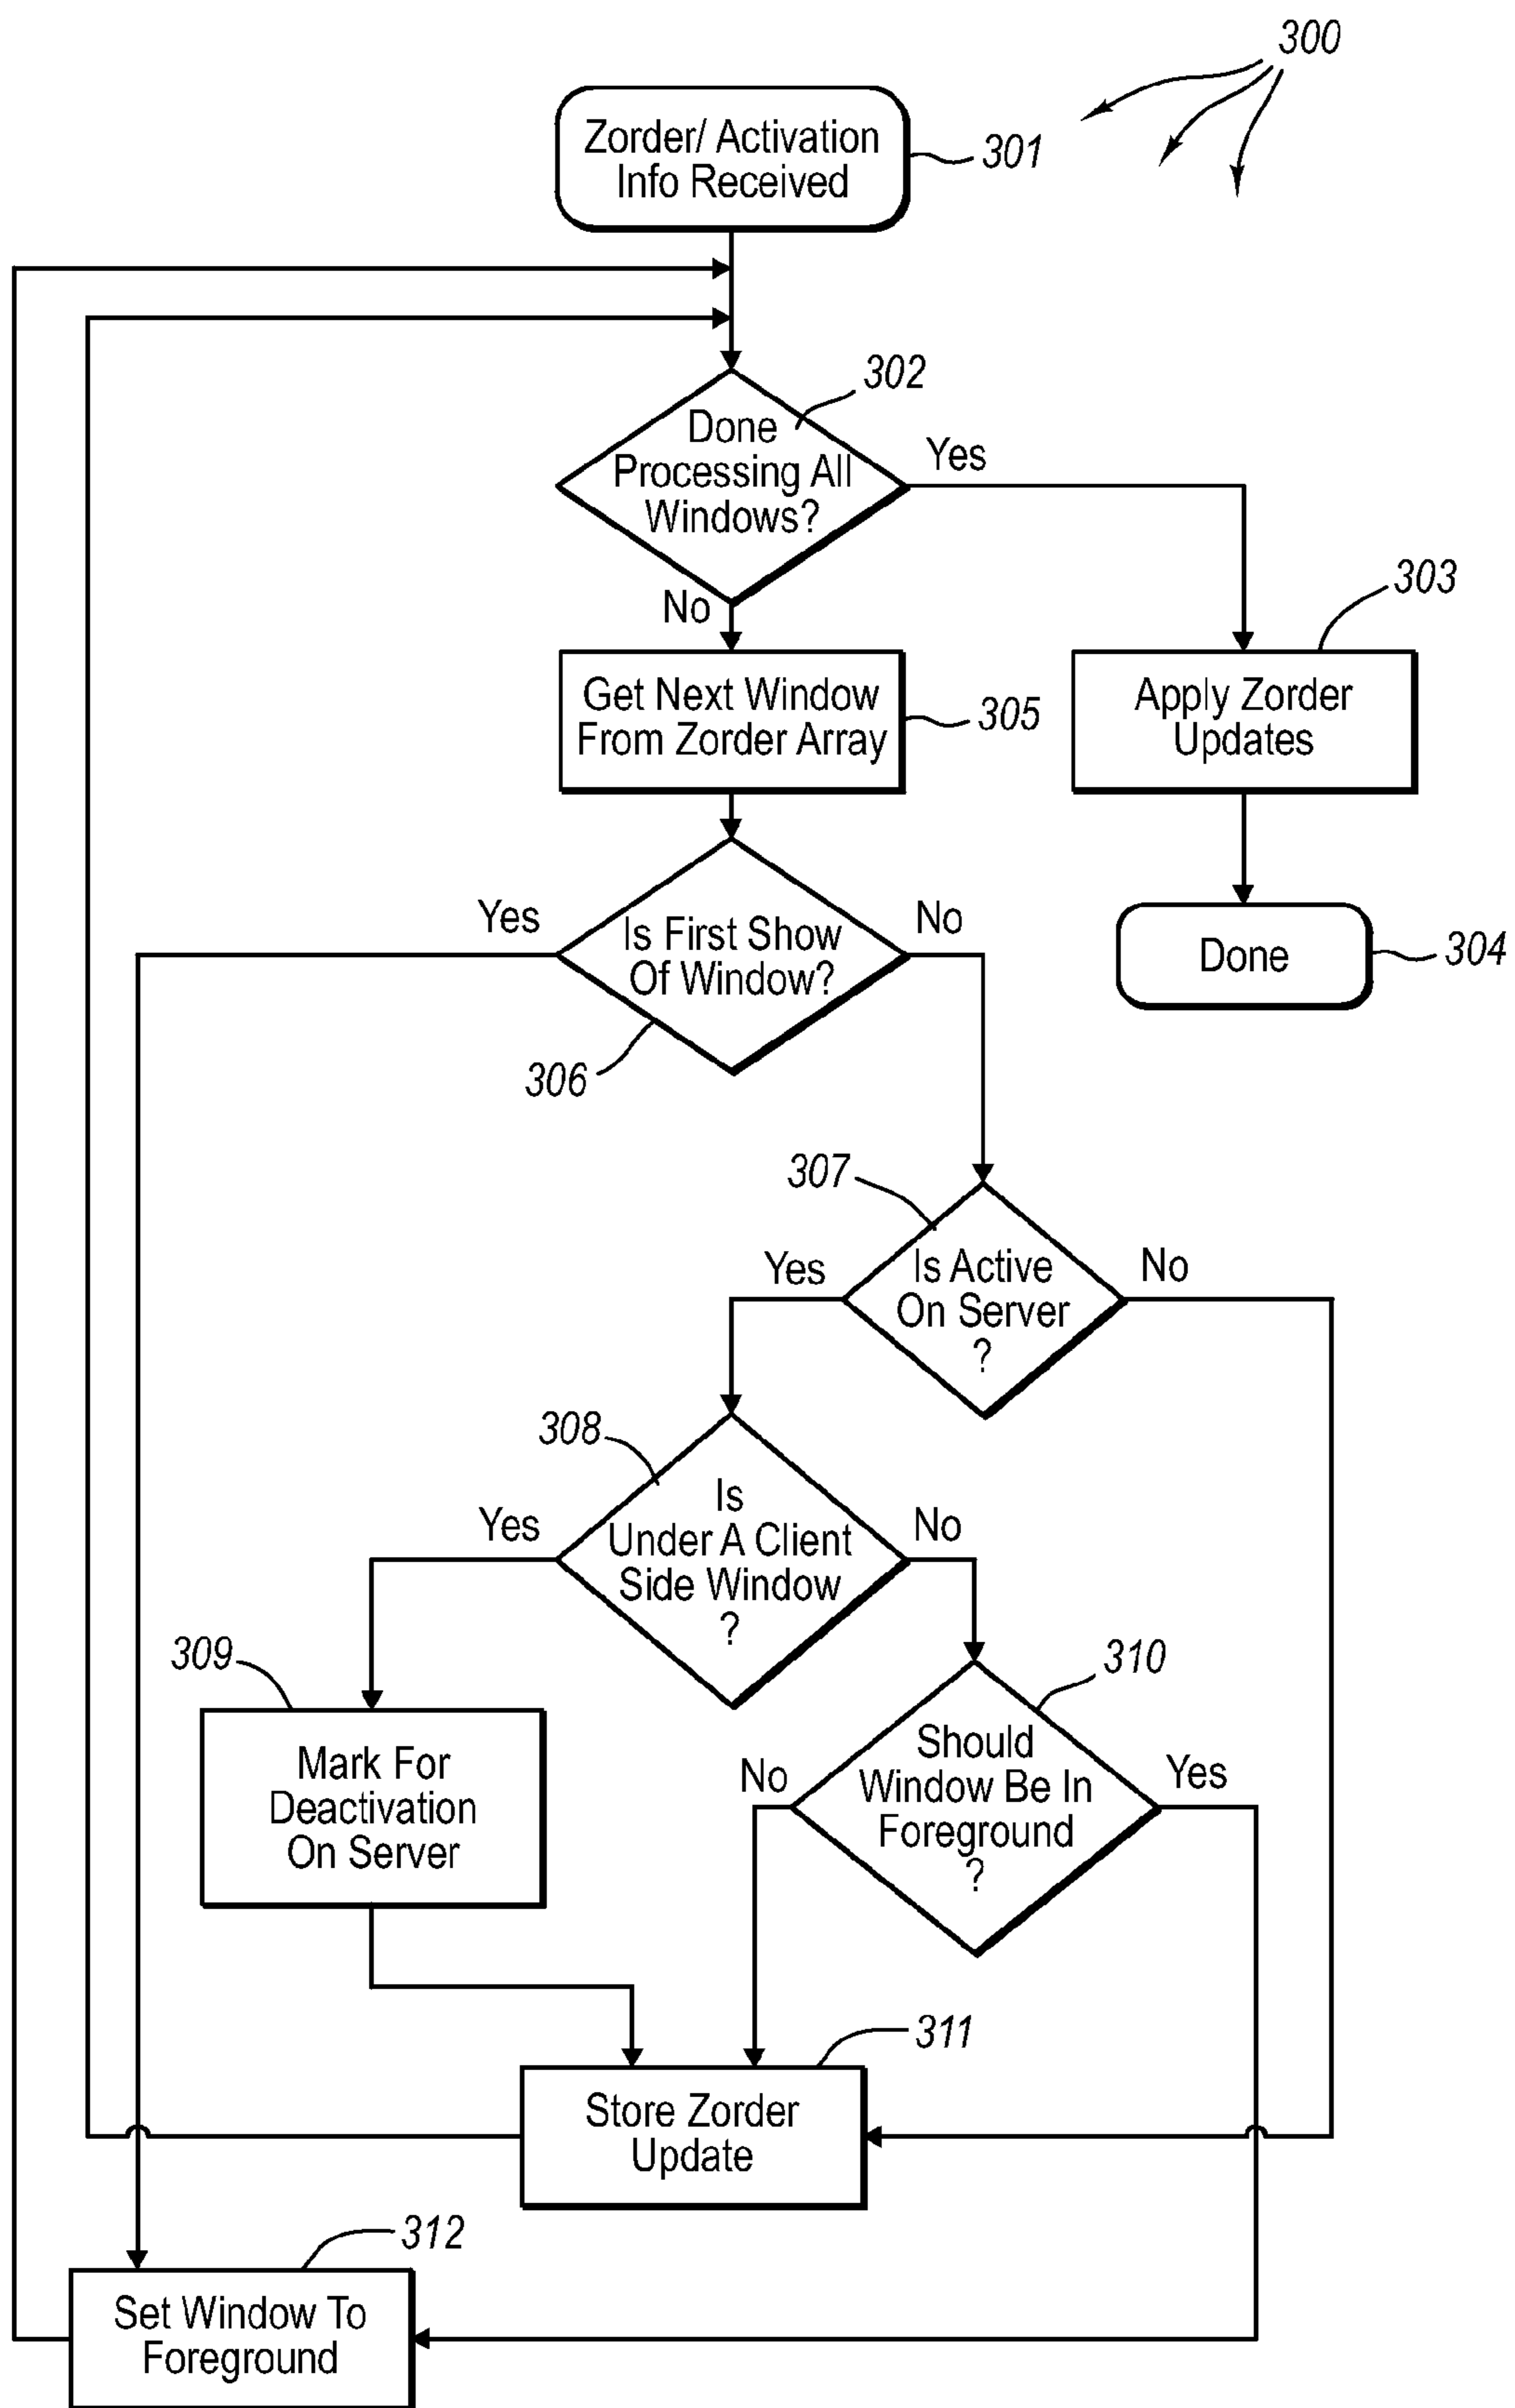 300
Zorder/ Activation
Info Received
301
302
Done
Processing All
Windows?
Yes
No
303
Get Next Window
From Zorder Array
305
Apply Zorder
Updates
Yes
Is First Show
Of Window?
No
306
Done
304
307
Yes
Is Active
On Server
?
No
308
Yes
Is
Under A Client
Side Window
?
No
309
Mark For
Deactivation
On Server
310
No
Should
Window Be In
Foreground
?
Yes
311
Store Zorder
Update
312
Set Window To
Foreground